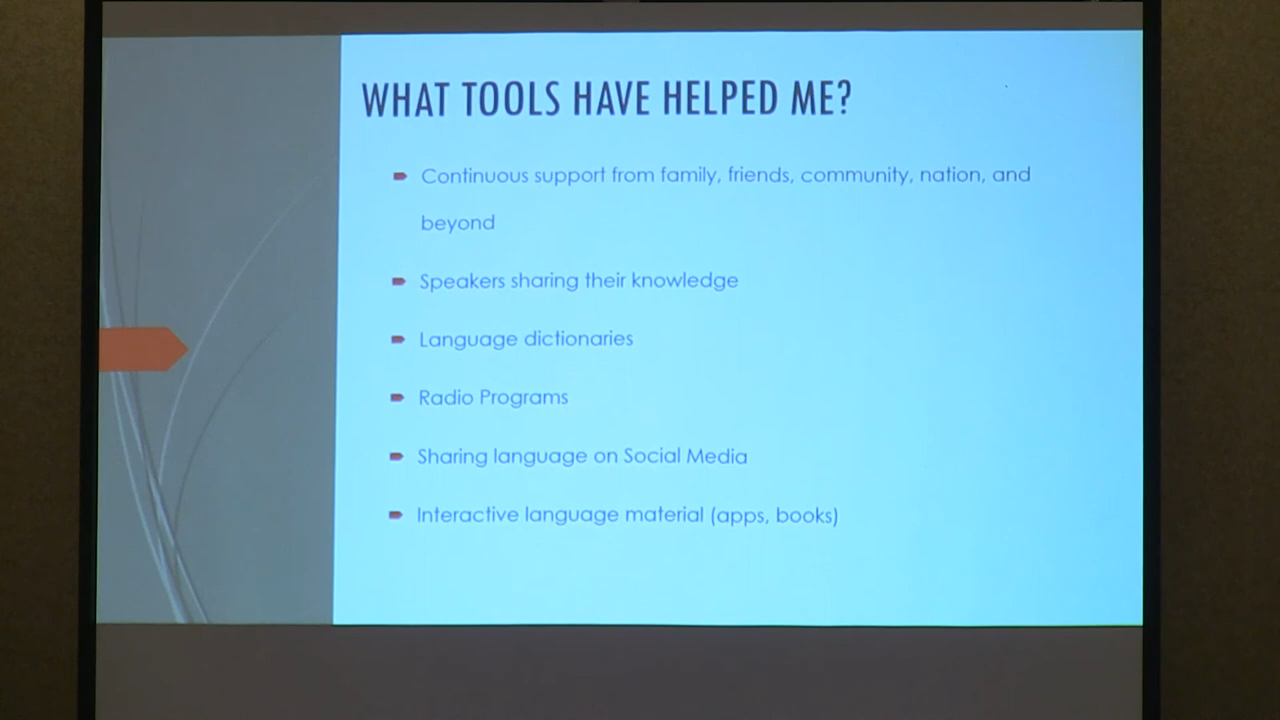 WHAT TOOLS HAVE HELPED ME?
Continuous support from family, friends, community, nation, and
beyond
Speakers sharing their knowledge
Language dictionaries
Radio Programs
Sharing language on Social Media
Interactive language material (apps, books)